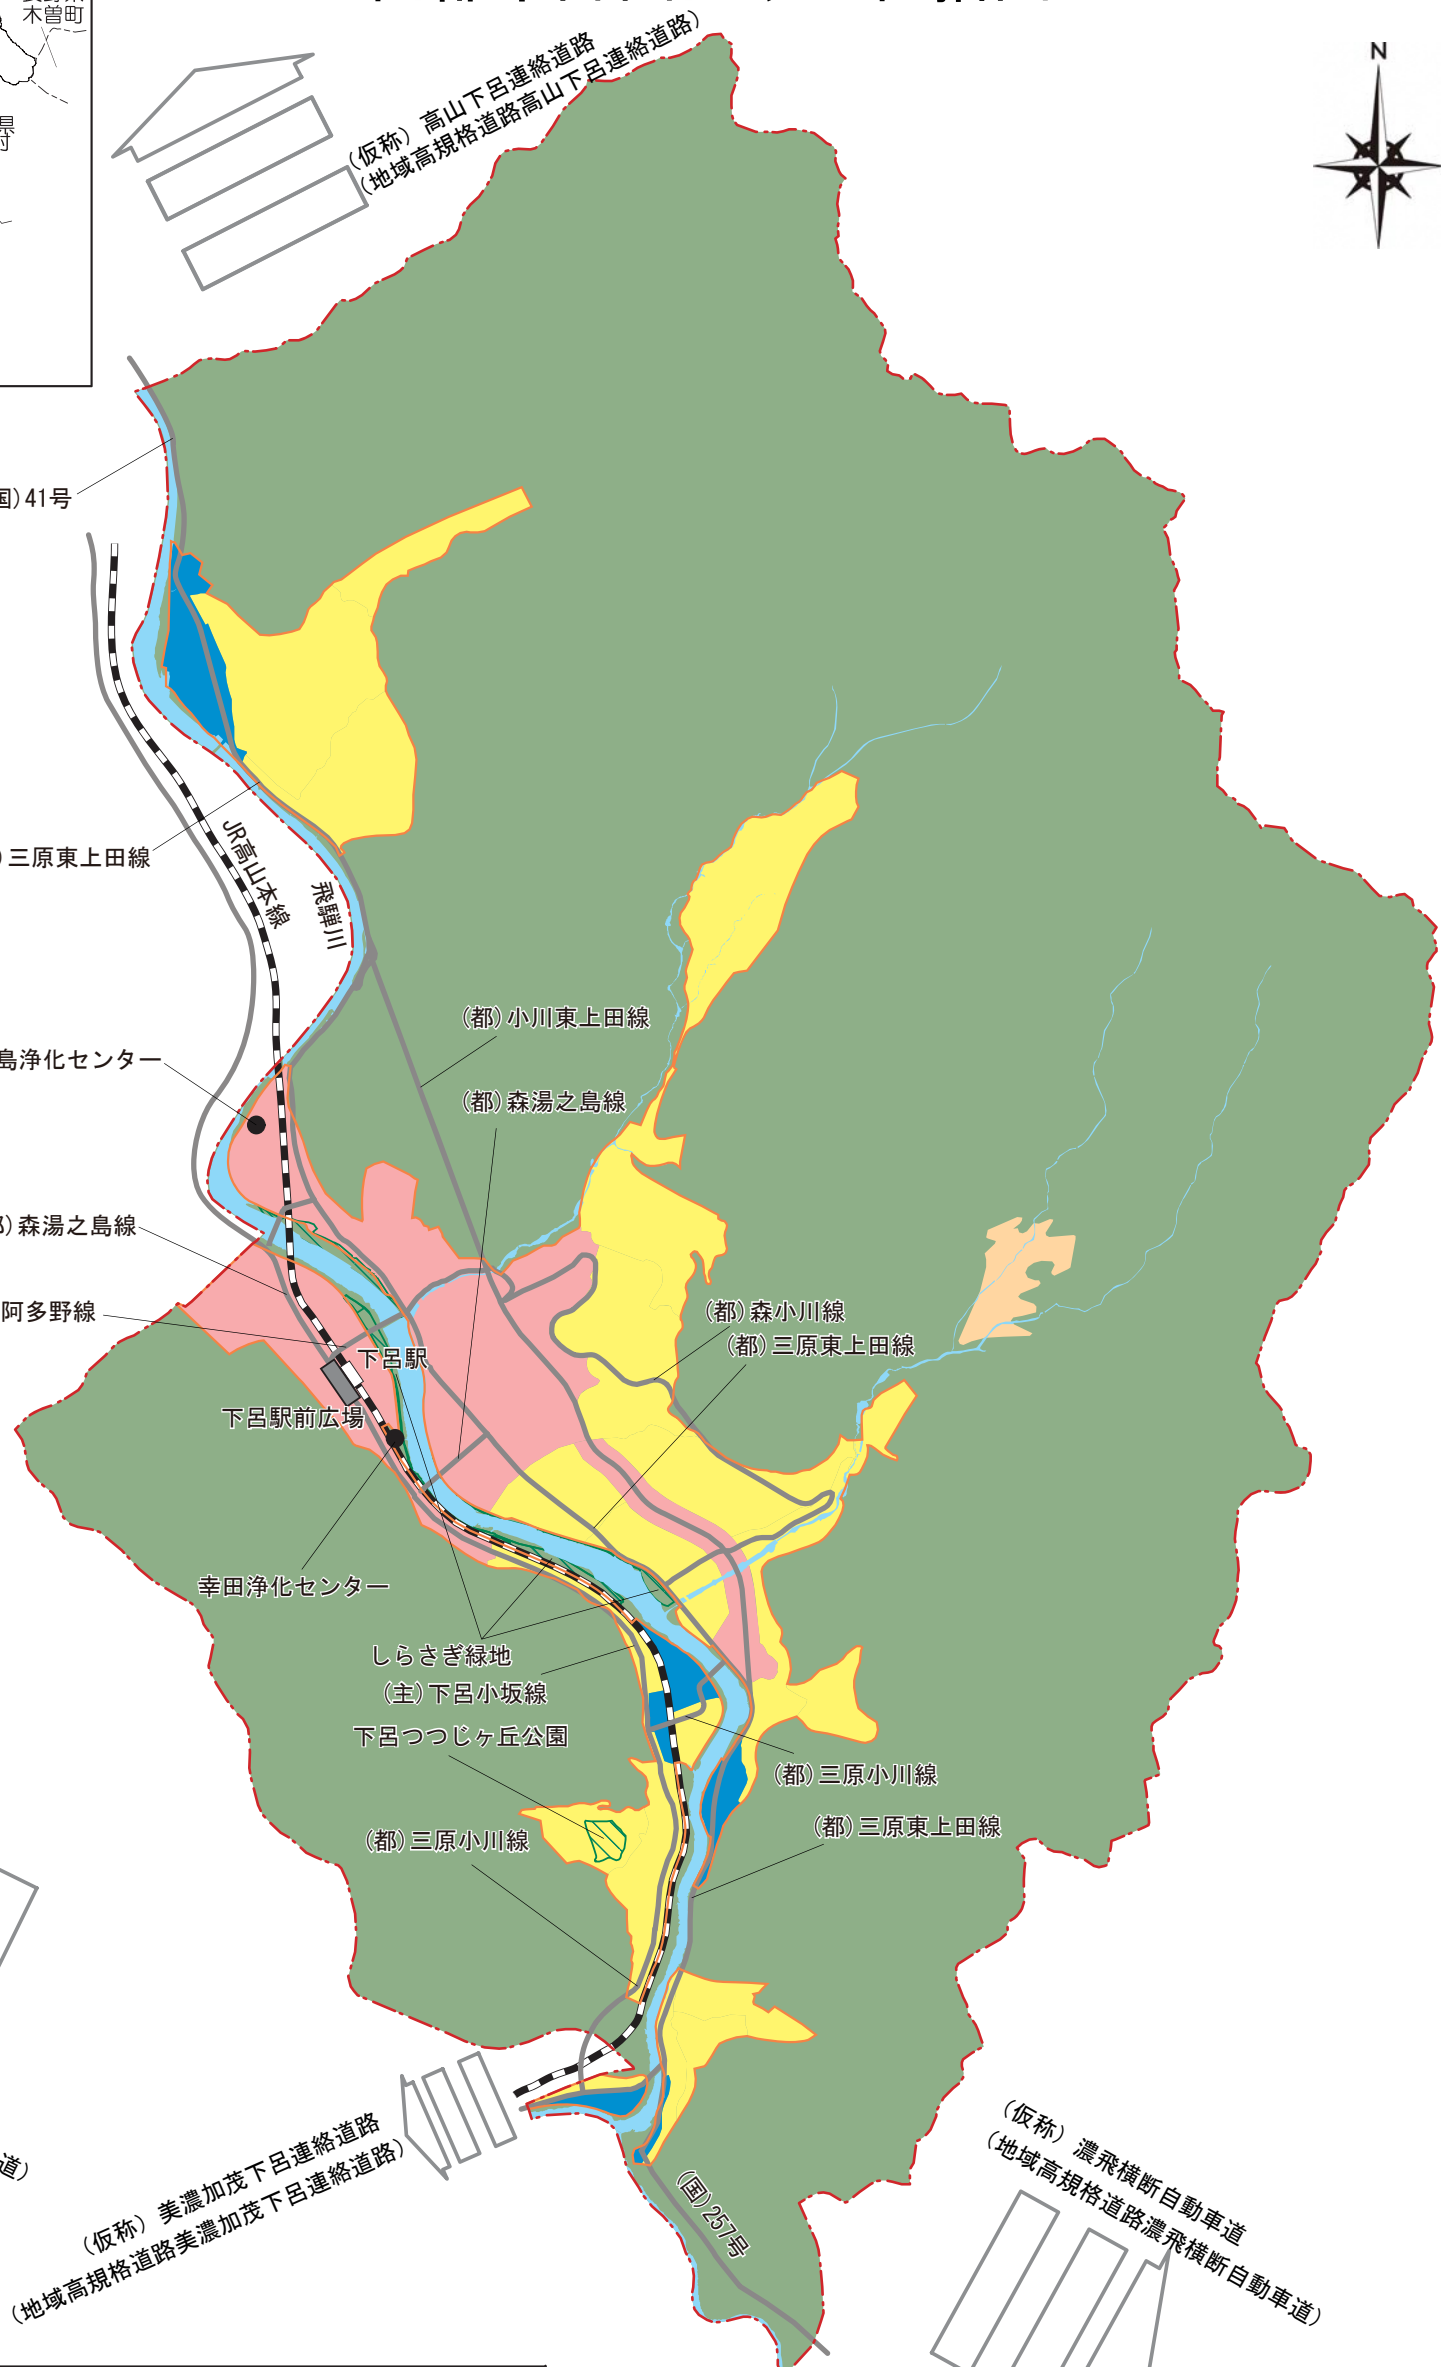 木曽町
N
(仮称) 高山下呂連絡道路
(地域高規格道路高山下呂連絡道路)
国)41号
三原東上田線
JR高山本線
飛騨川
(都)小川東上田線
島浄化センター
(都)森湯之島線
森湯之島線
阿多野線
(都)森小川線
下呂駅
(都)三原東上田線
下呂駅前広場
幸田浄化センター
しらさぎ緑地
(主)下呂小坂線
下呂つつじヶ丘公園
(都)三原小川線
(都)三原東上田線
(都)三原小川線
(仮称) 美濃加茂下呂連絡道路
(地域高規格道路美濃加茂下呂連絡道路)
道)
(国)257号
(仮称) 濃飛横断自動車道
(地域高規格道路濃飛横断自動車道)